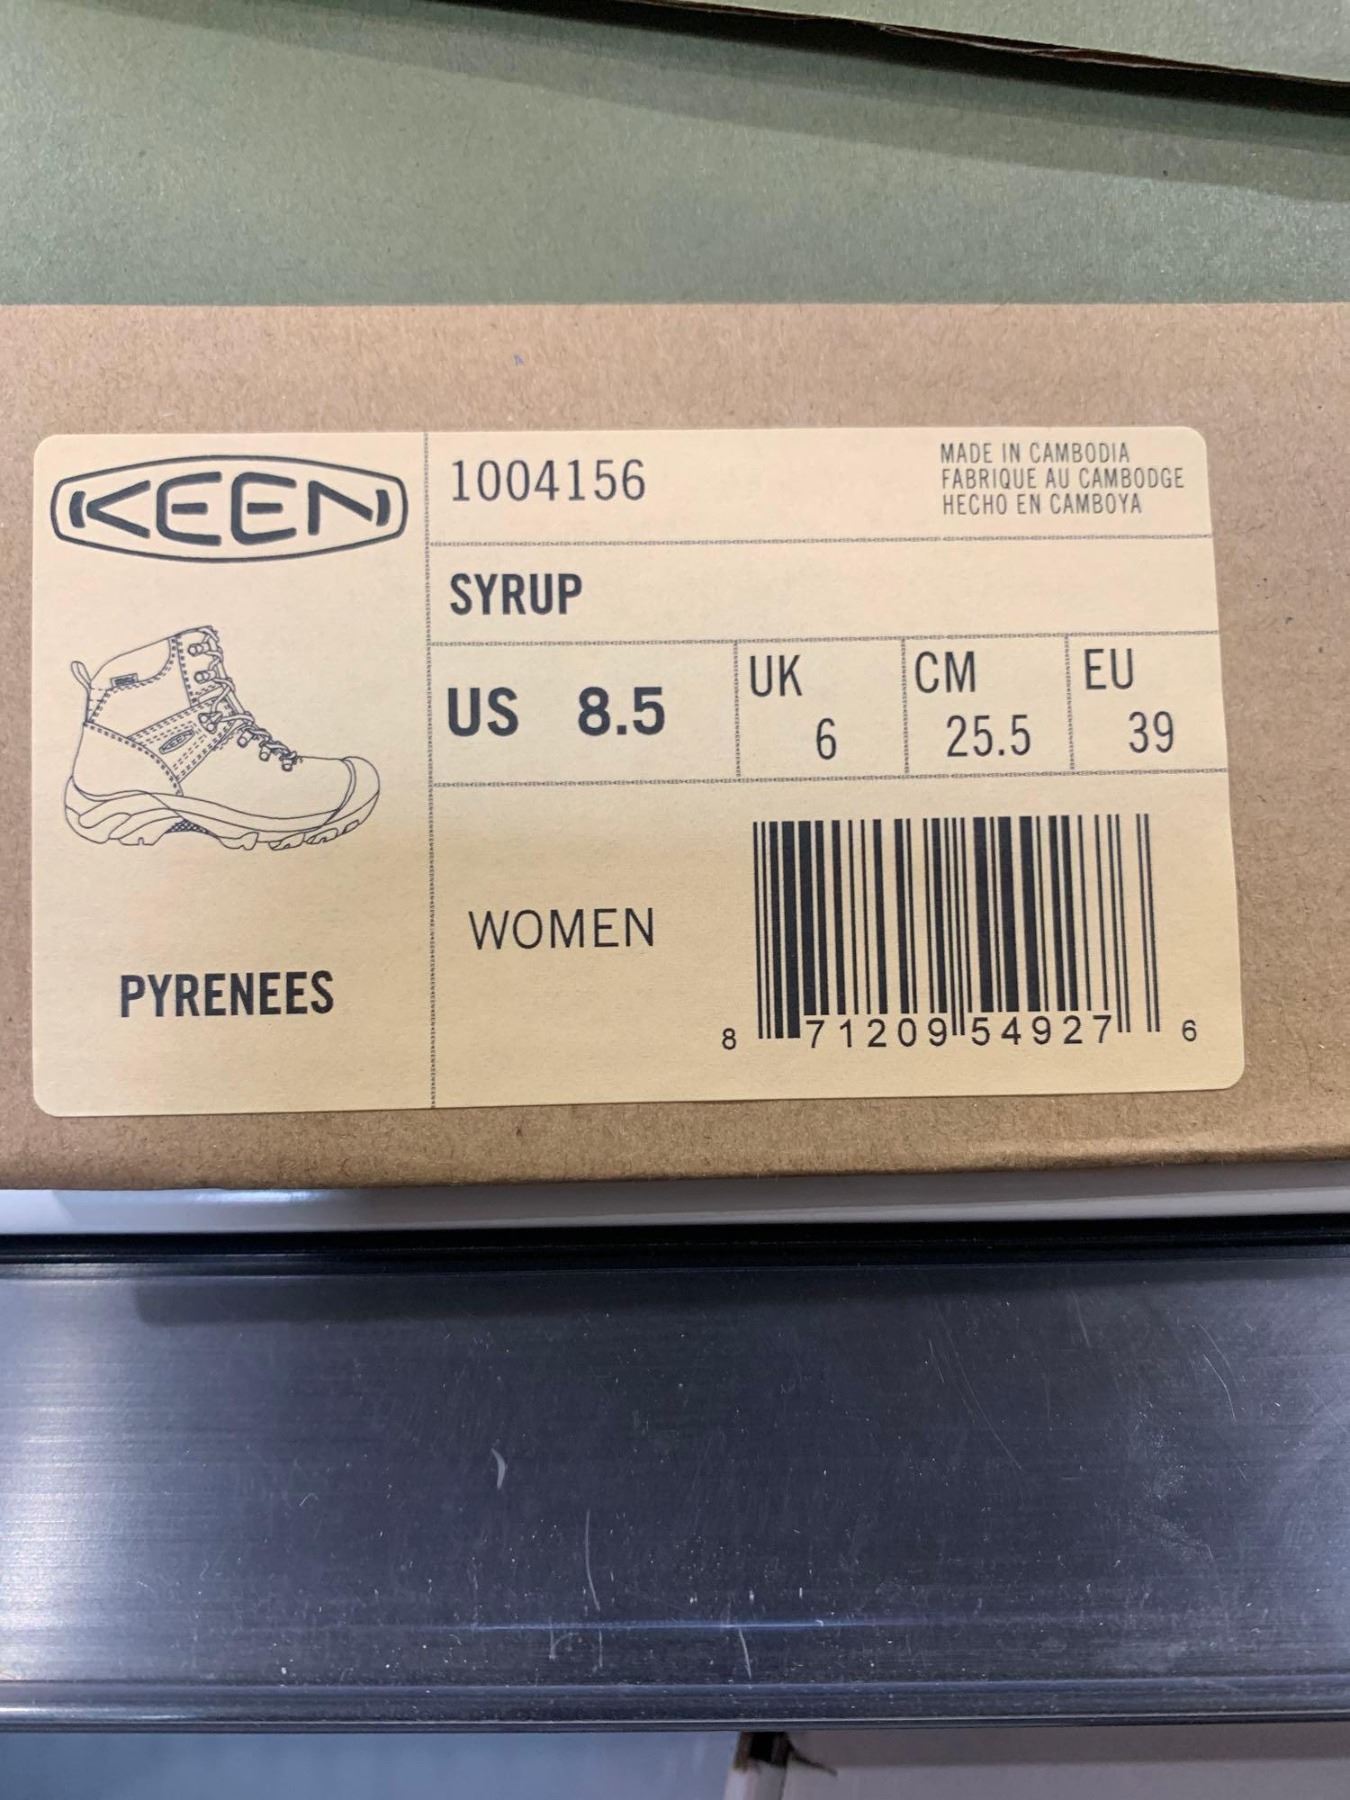 KEEN
1004156
MADE IN CAMBODIA
FABRIQUE AU CAMBODGE
HECHO EN CAMBOYA
SYRUP
US 8.5
UK
6
CM
25.5
EU
39
PYRENEES
WOMEN
8 71209 54927 6